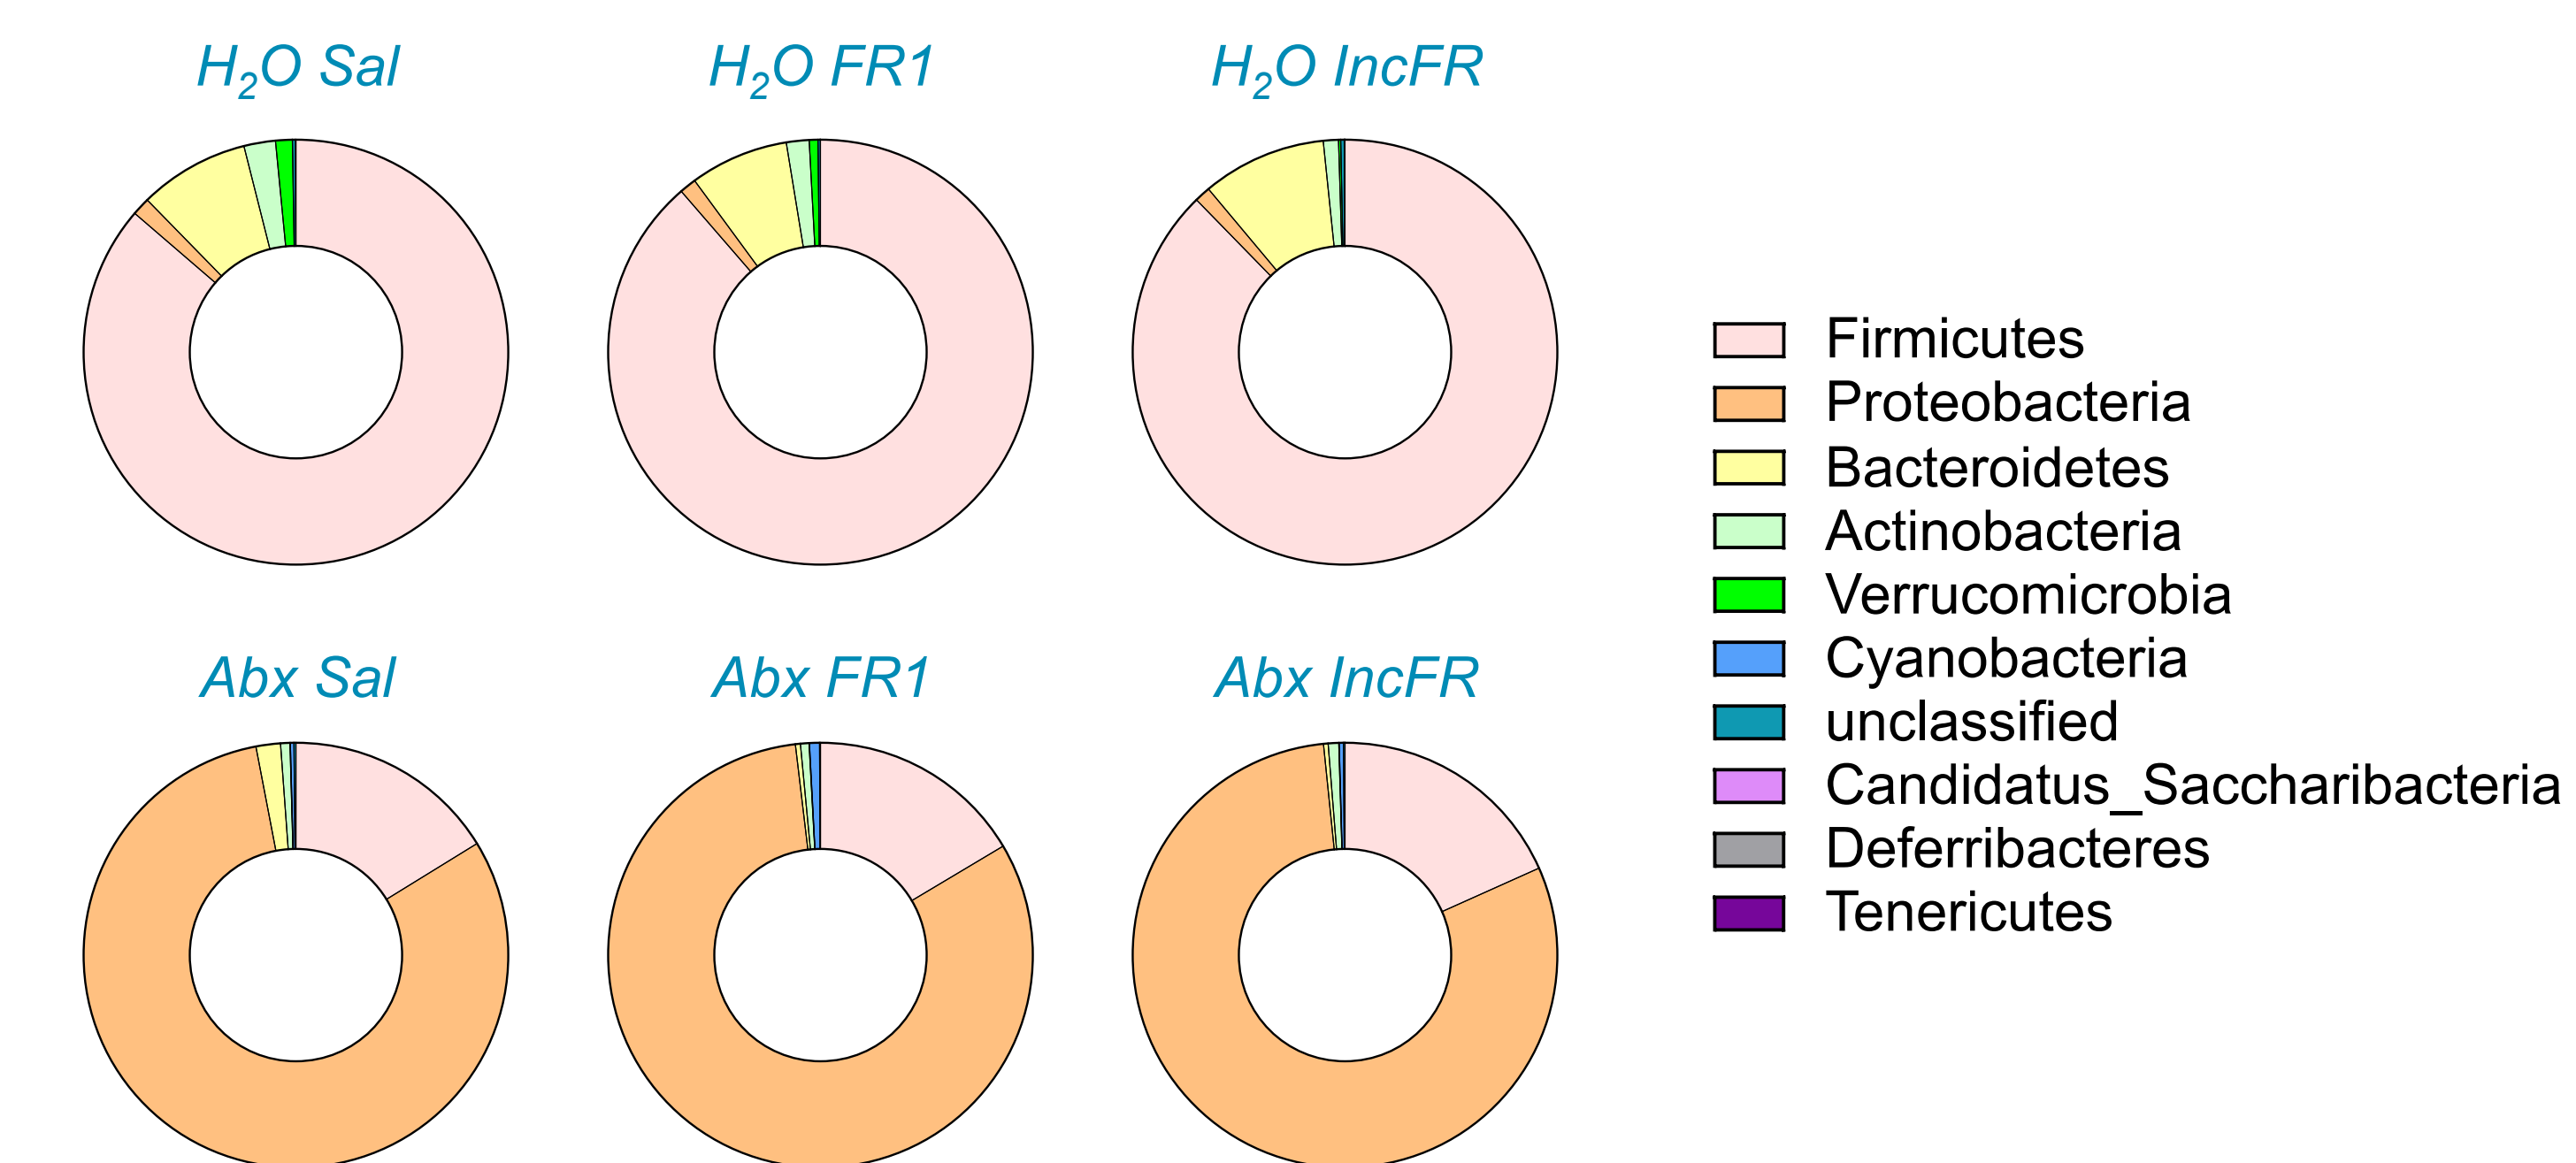 H₂O Sal
H₂O FR1
H₂O IncFR
Abx Sal
Abx FR1
Abx IncFR
Firmicutes
Proteobacteria
Bacteroidetes
Actinobacteria
Verrucomicrobia
Cyanobacteria
unclassified
Candidatus_Saccharibacteria
Deferribacteres
Tenericutes